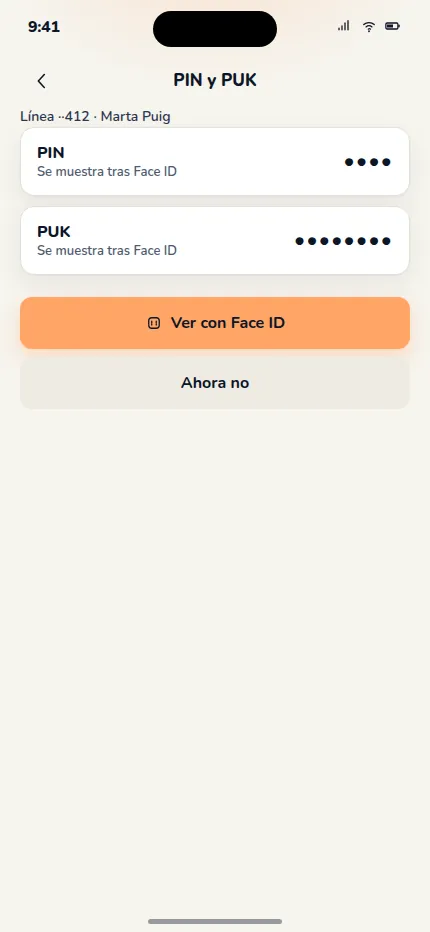 9:41
PIN y PUK
Línea ··412 · Marta Puig
PIN
Se muestra tras Face ID
●●●●
PUK
Se muestra tras Face ID
●●●●●●●●
Ver con Face ID
Ahora no